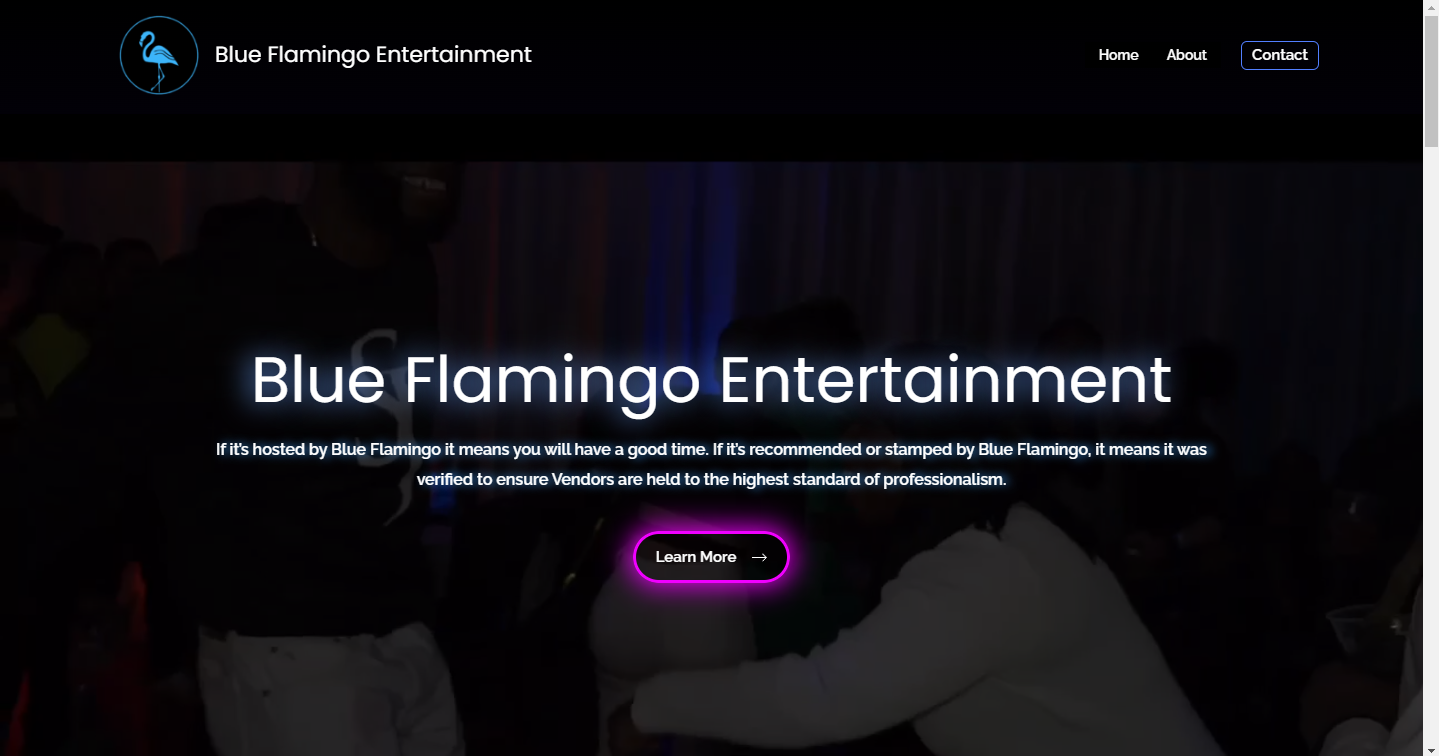 Blue Flamingo Entertainment
Home About Contact
Blue Flamingo Entertainment
If it's hosted by Blue Flamingo it means you will have a good time. If it's recommended or stamped by Blue Flamingo, it means it was
verified to ensure Vendors are held to the highest standard of professionalism.
Learn More →